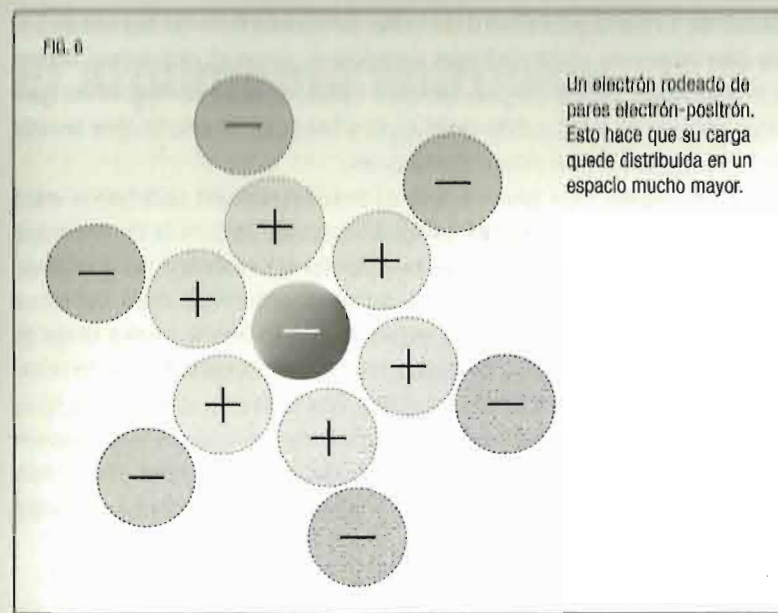 FIG. 6
Un electrón rodeado de
pares electrón-positrón.
Esto hace que su carga
quede distribuida en un
espacio mucho mayor.
−
−
+
+
−
+
−
+
+
−
+
−
−